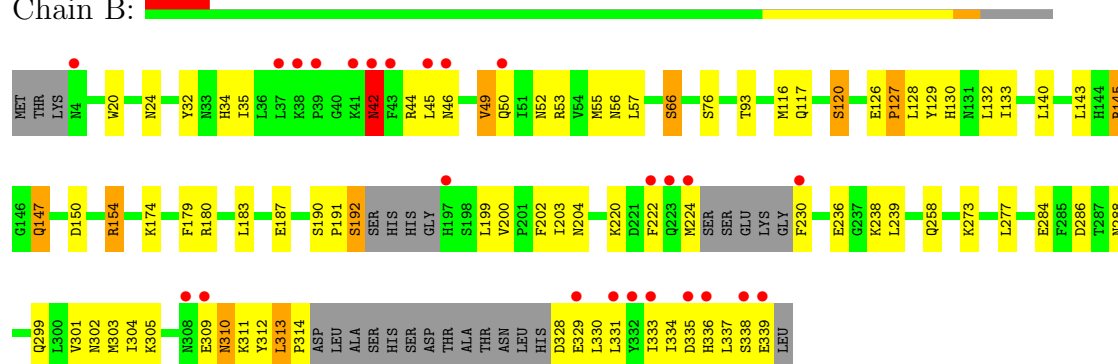 Chain B:
MET THR LYS N4 W20 N24 Y32 N33 H34 I35 L36 L37 K38 P39 G40 K41 N42 F43 R44 L45 N46 V49 Q50 I51 N52 R53 V54 M55 N56 L57 S66 S76 T93 M116 Q117 S120 E126 P127 L128 Y129 H130 N131 L132 I133 L140 L143 H144
G146 Q147 D150 R154 K174 F179 R180 L183 E187 S190 P191 S192 SER HIS HIS GLY H197 S198 L199 V200 P201 F202 I203 N204 K220 D221 F222 Q223 M224 SER SER GLU LYS GLY F230 E236 G237 K238 L239 Q258 K273 L277 E284 F285 D286 T287
Q299 L300 V301 N302 M303 I304 K305 N308 E309 N310 K311 Y312 L313 P314 ASP LEU ALA SER HIS SER ASP THR ALA THR ASN LEU HIS D328 E329 L330 L331 Y332 I333 I334 D335 H336 L337 S338 E339 LEU